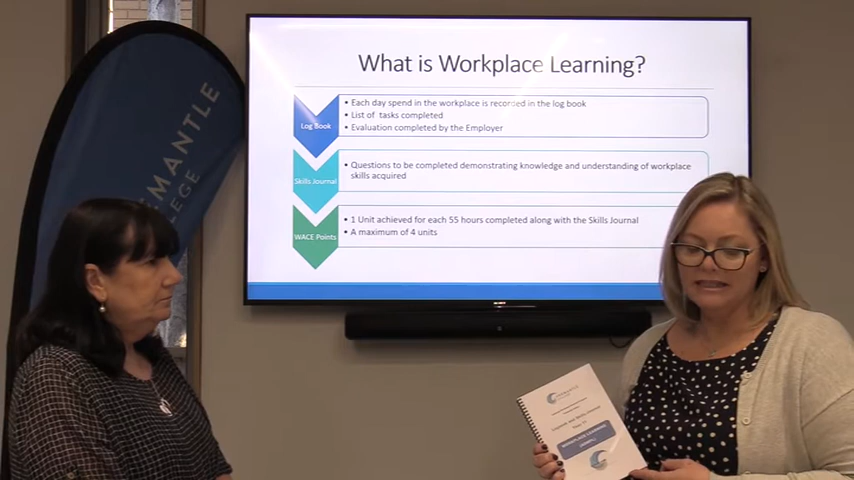 What is Workplace Learning?
Log Book
• Each day spend in the workplace is recorded in the log book
• List of tasks completed
• Evaluation completed by the Employer
Skills Journal
• Questions to be completed demonstrating knowledge and understanding of workplace
skills acquired
WACE Points
• 1 Unit achieved for each 55 hours completed along with the Skills Journal
• A maximum of 4 units
MANTLE
LEGE
SONY
WORKPLACE LEARNING